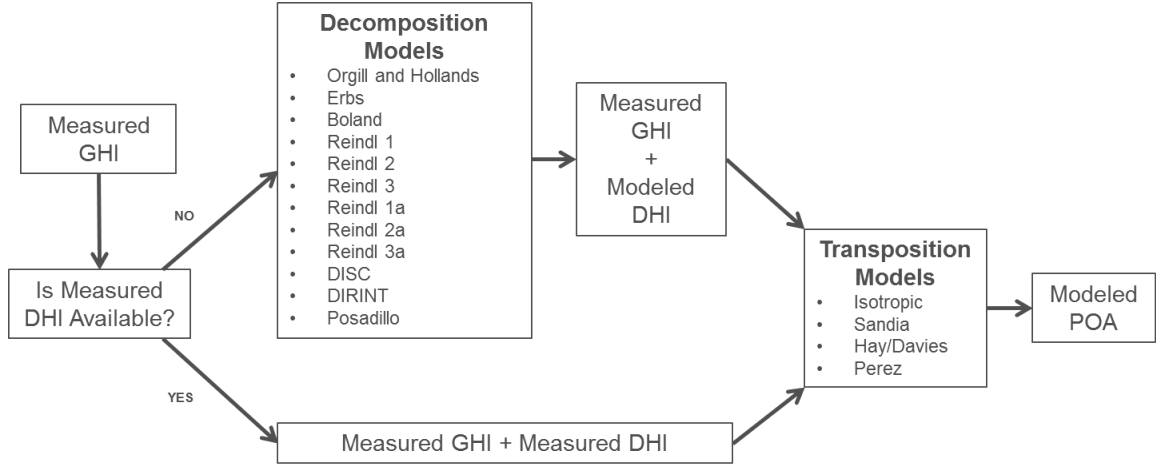 Measured
GHI
Is Measured
DHI Available?
NO
YES
Decomposition
Models
• Orgill and Hollands
• Erbs
• Boland
• Reindl 1
• Reindl 2
• Reindl 3
• Reindl 1a
• Reindl 2a
• Reindl 3a
• DISC
• DIRINT
• Posadillo
Measured
GHI
+
Modeled
DHI
Measured GHI + Measured DHI
Transposition
Models
• Isotropic
• Sandia
• Hay/Davies
• Perez
Modeled
POA